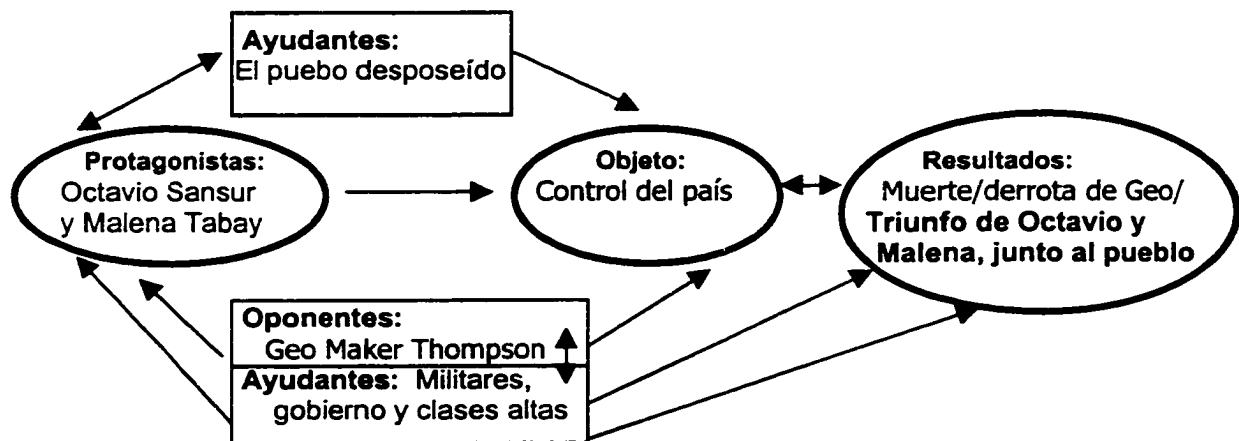 Ayudantes:
El puebo desposeído
Protagonistas:
Octavio Sansur
y Malena Tabay
Objeto:
Control del país
Resultados:
Muerte/derrota de Geo/
Triunfo de Octavio y
Malena, junto al pueblo
Oponentes:
Geo Maker Thompson
Ayudantes: Militares,
gobierno y clases altas